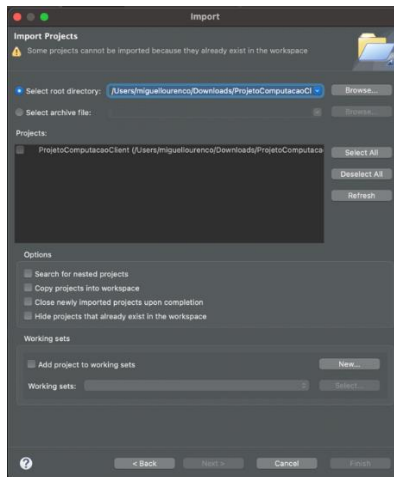 Import
Import Projects
Some projects cannot be imported because they already exist in the workspace
Select root directory: /Users/miguellourenco/Downloads/ProjetoComputacaoCl Browse...
Select archive file: Browse...
Projects:
ProjetoComputacaoClient (/Users/miguellourenco/Downloads/ProjetoComputaca Select All
Deselect All
Refresh
Options
Search for nested projects
Copy projects into workspace
Close newly imported projects upon completion
Hide projects that already exist in the workspace
Working sets
Add project to working sets New...
Working sets: Select...
? < Back Next > Cancel Finish